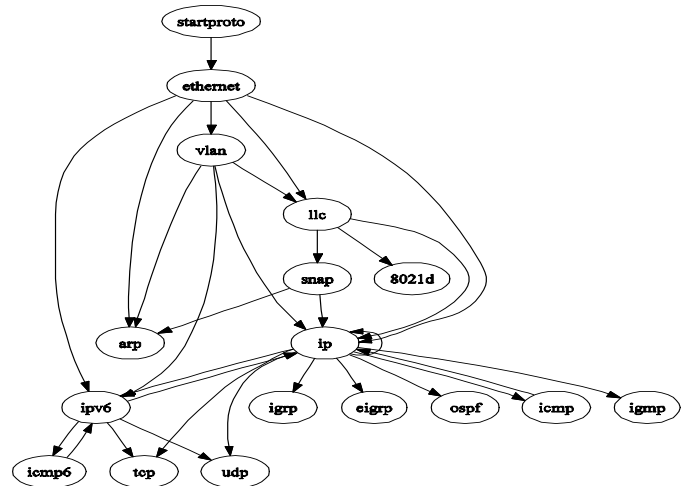 startproto
ethernet
vlan
llc
snap
8021d
arp
ip
ipv6
igrp
eigrp
ospf
icmp
igmp
icmp6
tcp
udp